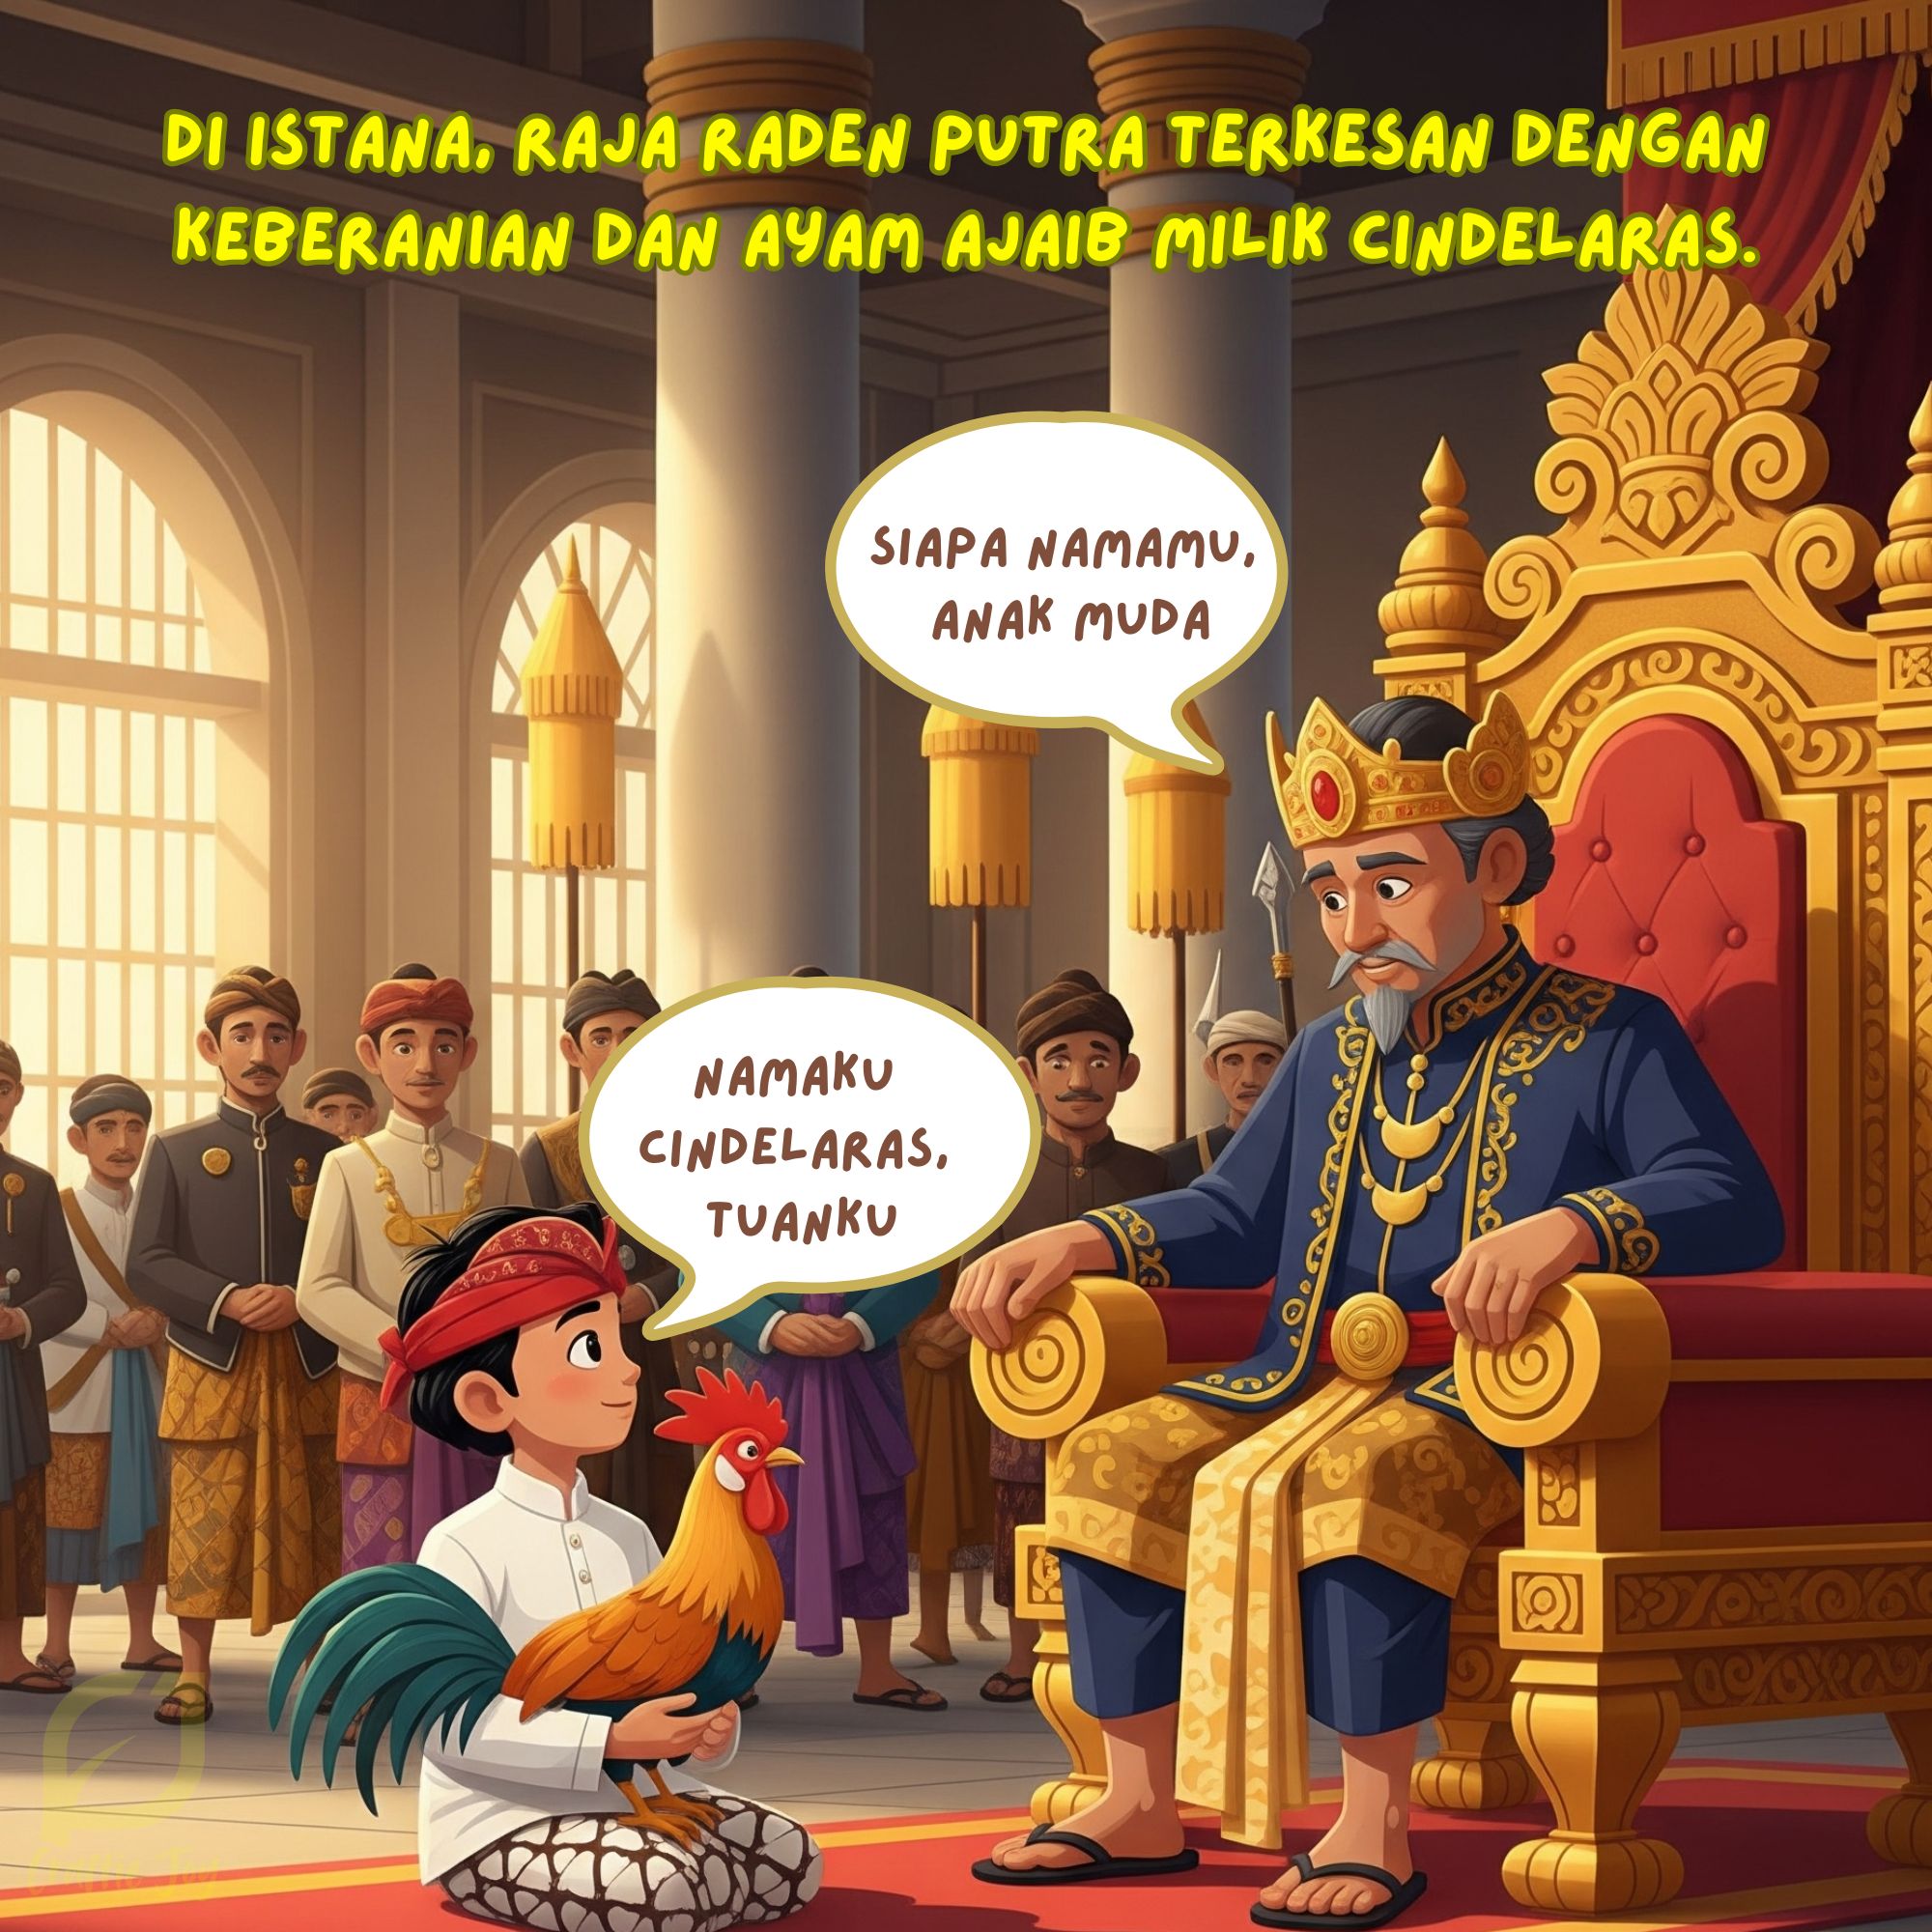 DI ISTANA, RAJA RADEN PUTRA TERKESAN DENGAN
KEBERANIAN DAN AYAM AJAIB MILIK CINDELARAS.
SIAPA NAMAMU,
ANAK MUDA
NAMAKU
CINDELARAS,
TUANKU